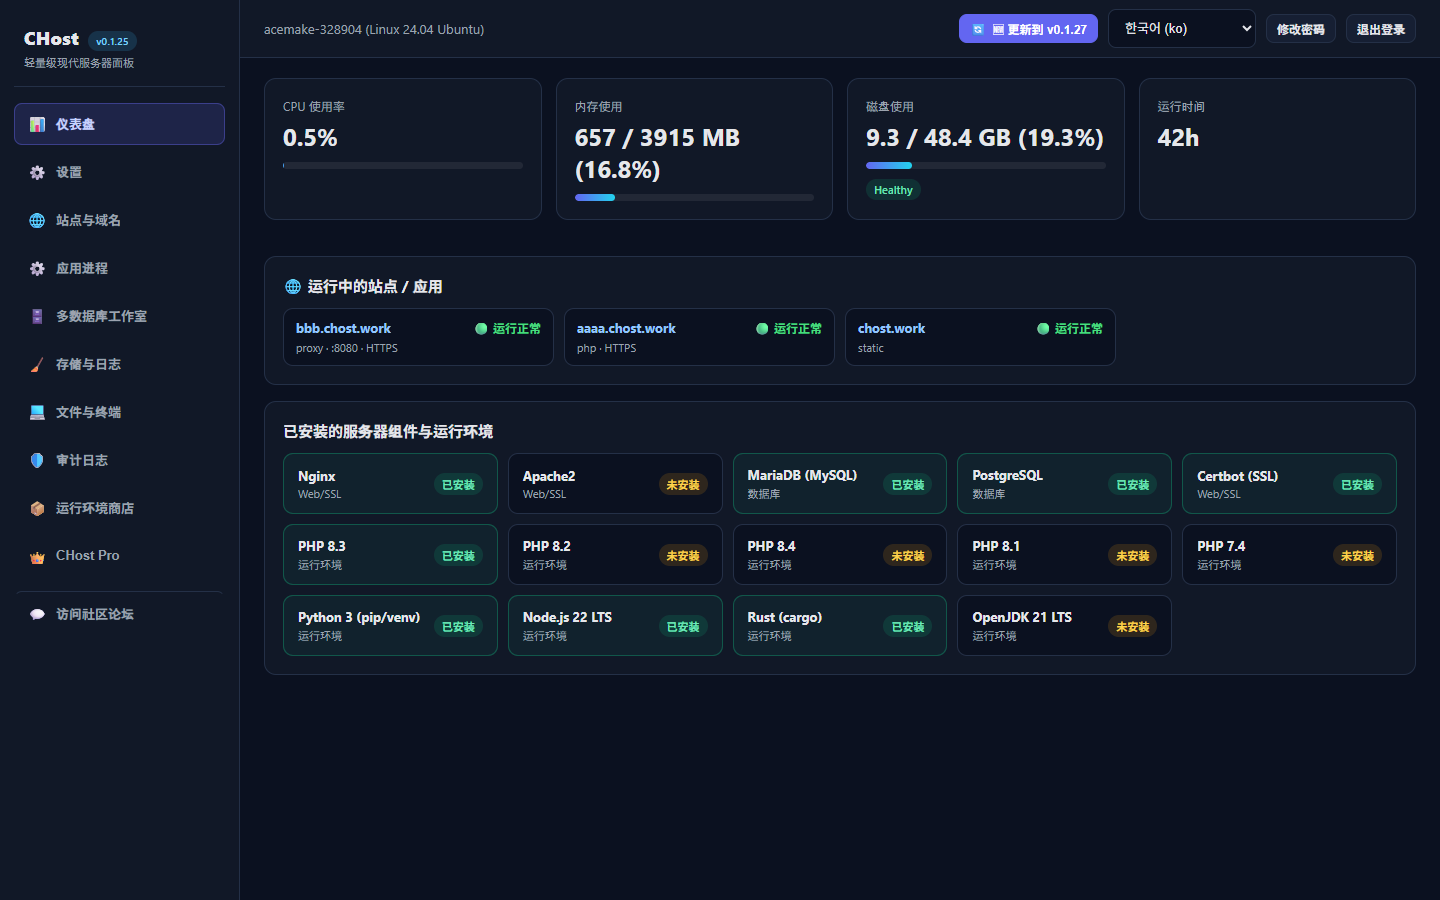 CHost v0.1.25
轻量级现代服务器面板
仪表盘
设置
站点与域名
应用进程
多数据库工作室
存储与日志
文件与终端
审计日志
运行环境商店
CHost Pro
访问社区论坛
acemake-328904 (Linux 24.04 Ubuntu)
🆕 更新到 v0.1.27
한국어 (ko)
修改密码
退出登录
CPU 使用率
0.5%
内存使用
657 / 3915 MB
(16.8%)
磁盘使用
9.3 / 48.4 GB (19.3%)
Healthy
运行时间
42h
运行中的站点 / 应用
bbb.chost.work 运行正常
proxy · :8080 · HTTPS
aaaa.chost.work 运行正常
php · HTTPS
chost.work 运行正常
static
已安装的服务器组件与运行环境
Nginx 已安装
Web/SSL
Apache2 未安装
Web/SSL
MariaDB (MySQL) 已安装
数据库
PostgreSQL 已安装
数据库
Certbot (SSL) 已安装
Web/SSL
PHP 8.3 已安装
运行环境
PHP 8.2 未安装
运行环境
PHP 8.4 未安装
运行环境
PHP 8.1 未安装
运行环境
PHP 7.4 未安装
运行环境
Python 3 (pip/venv) 已安装
运行环境
Node.js 22 LTS 已安装
运行环境
Rust (cargo) 已安装
运行环境
OpenJDK 21 LTS 未安装
运行环境